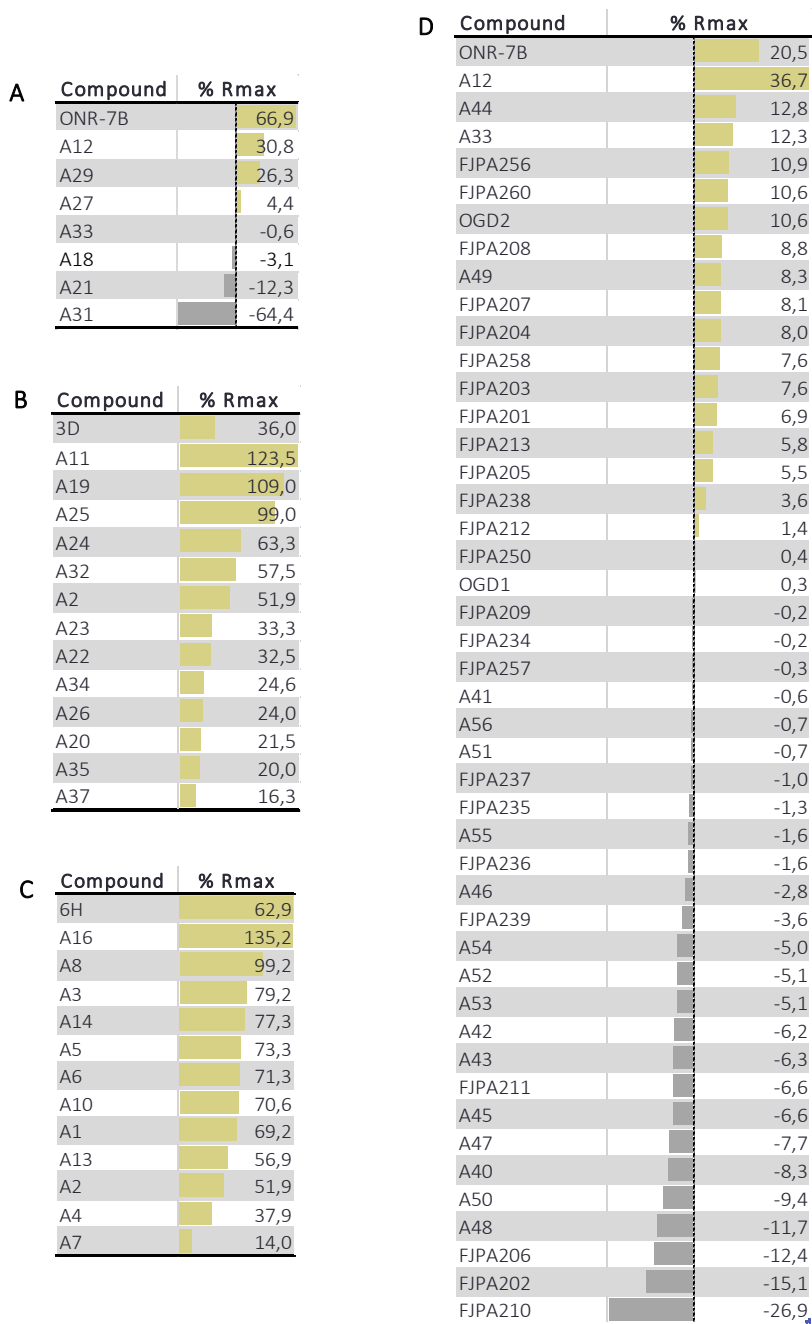 A
Compound % Rmax
ONR-7B 66,9
A12 30,8
A29 26,3
A27 4,4
A33 -0,6
A18 -3,1
A21 -12,3
A31 -64,4
B
Compound % Rmax
3D 36,0
A11 123,5
A19 109,0
A25 99,0
A24 63,3
A32 57,5
A2 51,9
A23 33,3
A22 32,5
A34 24,6
A26 24,0
A20 21,5
A35 20,0
A37 16,3
C
Compound % Rmax
6H 62,9
A16 135,2
A8 99,2
A3 79,2
A14 77,3
A5 73,3
A6 71,3
A10 70,6
A1 69,2
A13 56,9
A2 51,9
A4 37,9
A7 14,0
D
Compound % Rmax
ONR-7B 20,5
A12 36,7
A44 12,8
A33 12,3
FJPA256 10,9
FJPA260 10,6
OGD2 10,6
FJPA208 8,8
A49 8,3
FJPA207 8,1
FJPA204 8,0
FJPA258 7,6
FJPA203 7,6
FJPA201 6,9
FJPA213 5,8
FJPA205 5,5
FJPA238 3,6
FJPA212 1,4
FJPA250 0,4
OGD1 0,3
FJPA209 -0,2
FJPA234 -0,2
FJPA257 -0,3
A41 -0,6
A56 -0,7
A51 -0,7
FJPA237 -1,0
FJPA235 -1,3
A55 -1,6
FJPA236 -1,6
A46 -2,8
FJPA239 -3,6
A54 -5,0
A52 -5,1
A53 -5,1
A42 -6,2
A43 -6,3
FJPA211 -6,6
A45 -6,6
A47 -7,7
A40 -8,3
A50 -9,4
A48 -11,7
FJPA206 -12,4
FJPA202 -15,1
FJPA210 -26,9